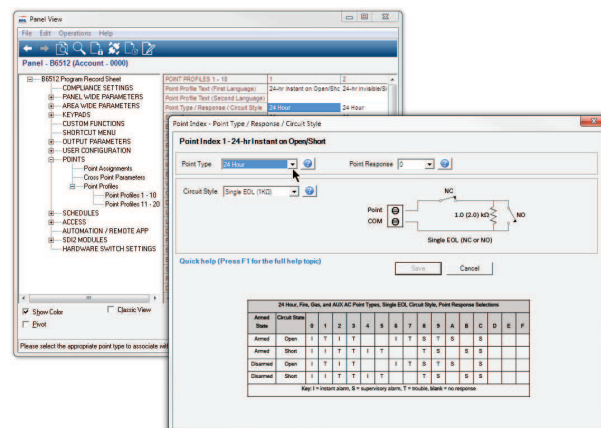 Panel View
File Edit Operations Help
Panel - B6512 (Account - 0000)
B6512 Program Record Sheet
COMPLIANCE SETTINGS
PANEL WIDE PARAMETERS
AREA WIDE PARAMETERS
KEYPADS
CUSTOM FUNCTIONS
SHORTCUT MENU
OUTPUT PARAMETERS
USER CONFIGURATION
POINTS
Point Assignments
Cross Point Parameters
Point Profiles
Point Profiles 1 - 10
Point Profiles 11 - 20
SCHEDULES
ACCESS
AUTOMATION / REMOTE APP
SDI2 MODULES
HARDWARE SWITCH SETTINGS
POINT PROFILES 1 - 10 1 2
Point Profile Text (First Language) 24-hr Instant on Open/Shc 24-hr Invisible/Si
Point Profile Text (Second Language)
Point Type / Response / Circuit Style 24 Hour 24 Hour
Show Color Classic View
Pivot
Please select the appropriate point type to associate wit
Point Index - Point Type / Response / Circuit Style
Point Index 1 - 24-hr Instant on Open/Short
Point Type 24 Hour Point Response 0
Circuit Style Single EOL (1KΩ)
NC
Point
COM
1.0 (2.0) kΩ
NO
Single EOL (NC or NO)
Quick help (Press F1 for the full help topic)
Save Cancel
24 Hour, Fire, Gas, and AUX AC Point Types, Single EOL Circuit Style, Point Response Selections
Armed State Circuit State 0 1 2 3 4 5 6 7 8 9 A B C D E F
Armed Open I T I T I T S T S S
Armed Short I I T T I T T S S S
Disarmed Open I T I T I T S T S S
Disarmed Short I I T T I T T S S S
Key: I = instant alarm, S = supervisory alarm, T = trouble, blank = no response